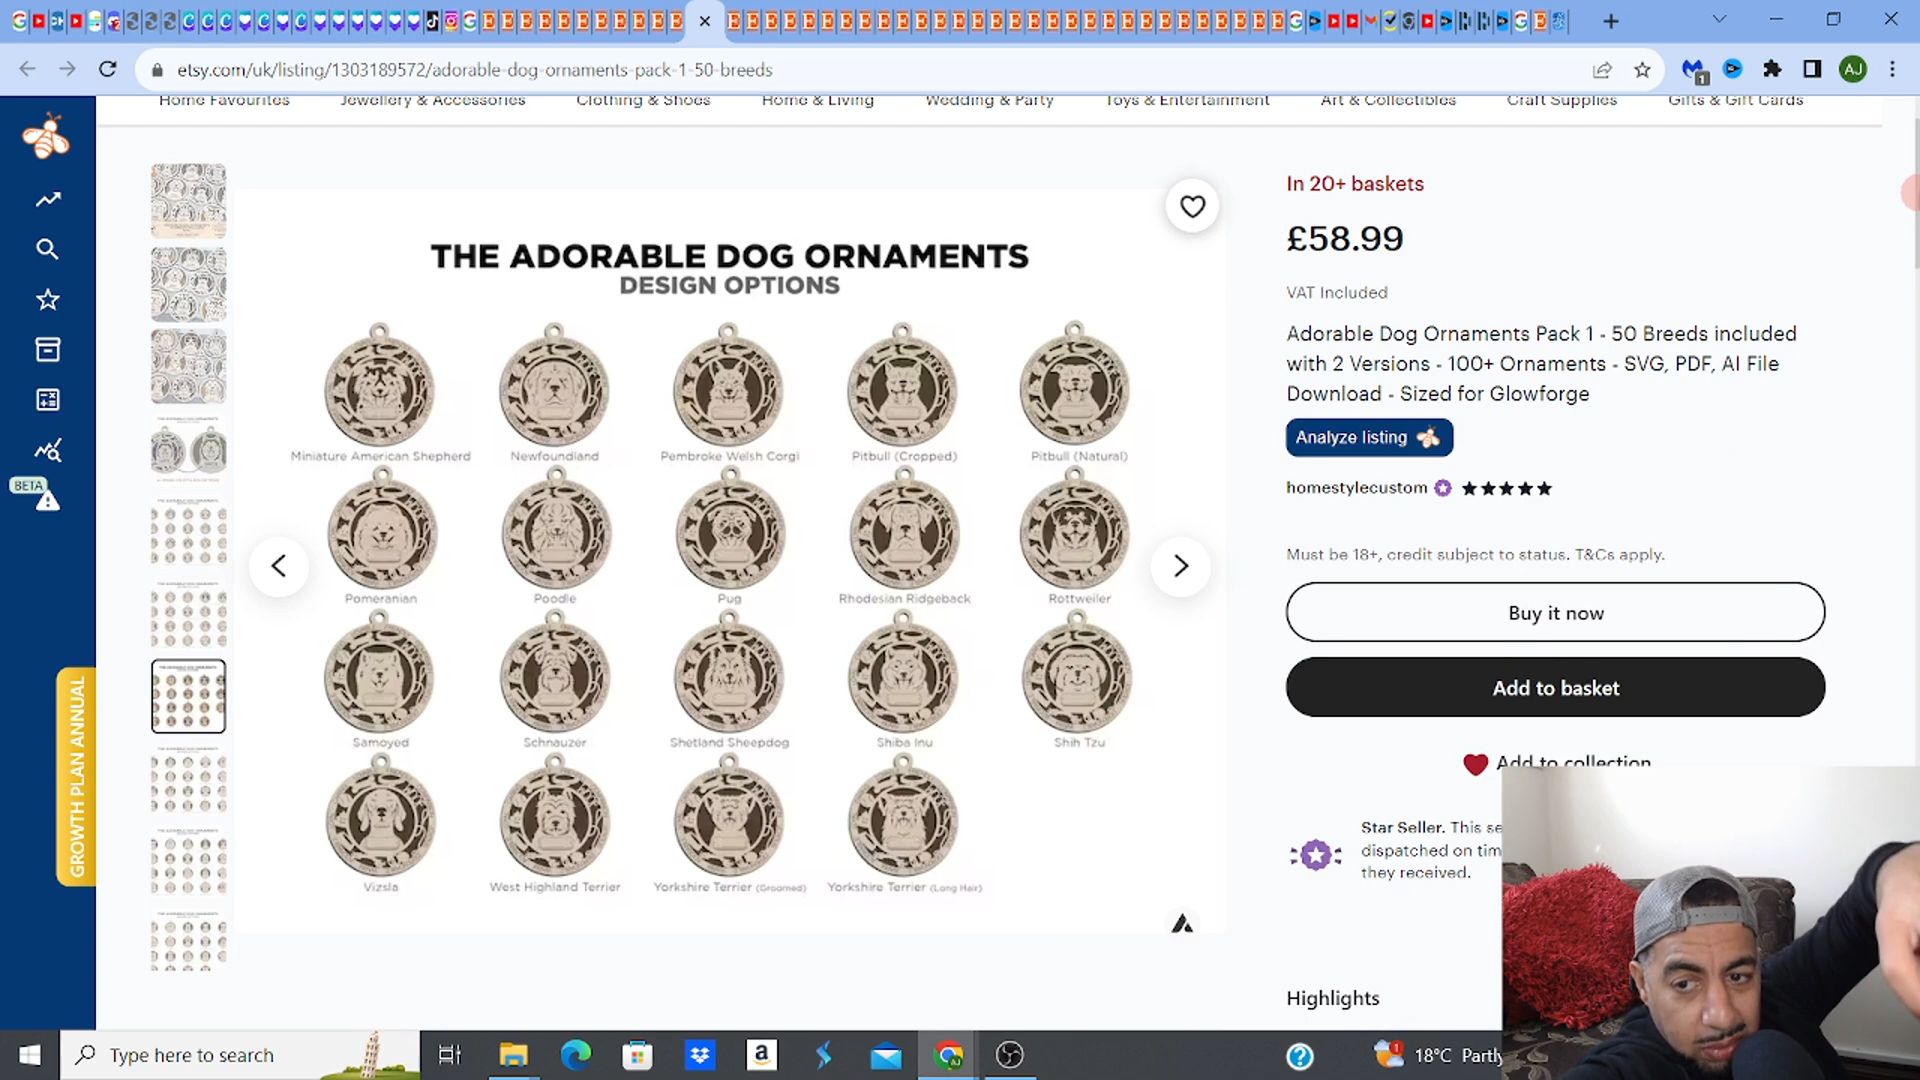 etsy.com/uk/listing/1303189572/adorable-dog-ornaments-pack-1-50-breeds
1
AJ
Home Favourites
Jewellery & Accessories
Clothing & Shoes
Home & Living
Wedding & Party
Toys & Entertainment
Art & Collectibles
Craft Supplies
Gifts & Gift Cards
BETA
GROWTH PLAN ANNUAL
THE ADORABLE DOG ORNAMENTS
DESIGN OPTIONS
Miniature American Shepherd
Newfoundland
Pembroke Welsh Corgi
Pitbull (Cropped)
Pitbull (Natural)
Pomeranian
Poodle
Pug
Rhodesian Ridgeback
Rottweiler
Samoyed
Schnauzer
Shetland Sheepdog
Shiba Inu
Shih Tzu
Vizsla
West Highland Terrier
Yorkshire Terrier (Groomed)
Yorkshire Terrier (Long Hair)
In 20+ baskets
£58.99
VAT Included
Adorable Dog Ornaments Pack 1 - 50 Breeds included
with 2 Versions - 100+ Ornaments - SVG, PDF, AI File
Download - Sized for Glowforge
Analyze listing
homestylecustom
Must be 18+, credit subject to status. T&Cs apply.
Buy it now
Add to basket
Add to collection
Star Seller. This se
dispatched on tim
they received.
Highlights
Type here to search
1
18°C Partly